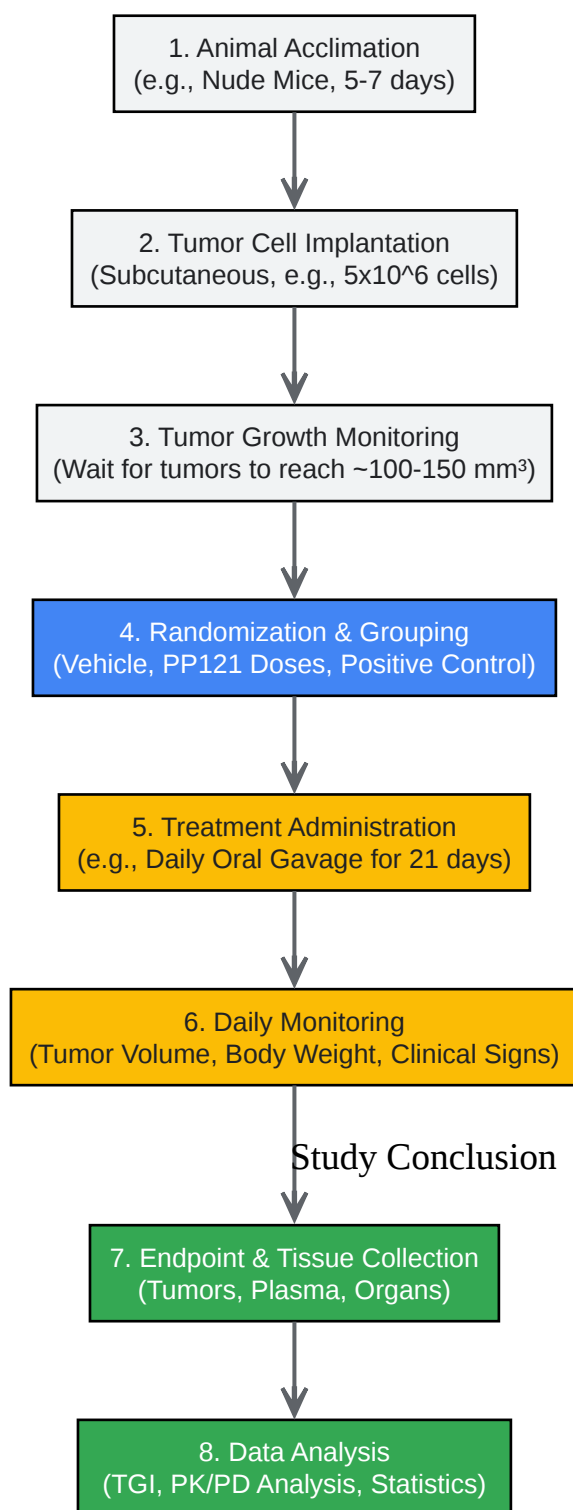 1. Animal Acclimation
(e.g., Nude Mice, 5-7 days)
2. Tumor Cell Implantation
(Subcutaneous, e.g., 5x10^6 cells)
3. Tumor Growth Monitoring
(Wait for tumors to reach ~100-150 mm³)
4. Randomization & Grouping
(Vehicle, PP121 Doses, Positive Control)
5. Treatment Administration
(e.g., Daily Oral Gavage for 21 days)
6. Daily Monitoring
(Tumor Volume, Body Weight, Clinical Signs)
Study Conclusion
7. Endpoint & Tissue Collection
(Tumors, Plasma, Organs)
8. Data Analysis
(TGI, PK/PD Analysis, Statistics)